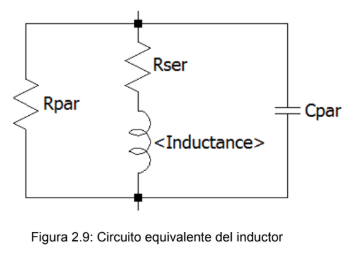 Rser
Rpar
Cpar
<Inductance>
Figura 2.9: Circuito equivalente del inductor